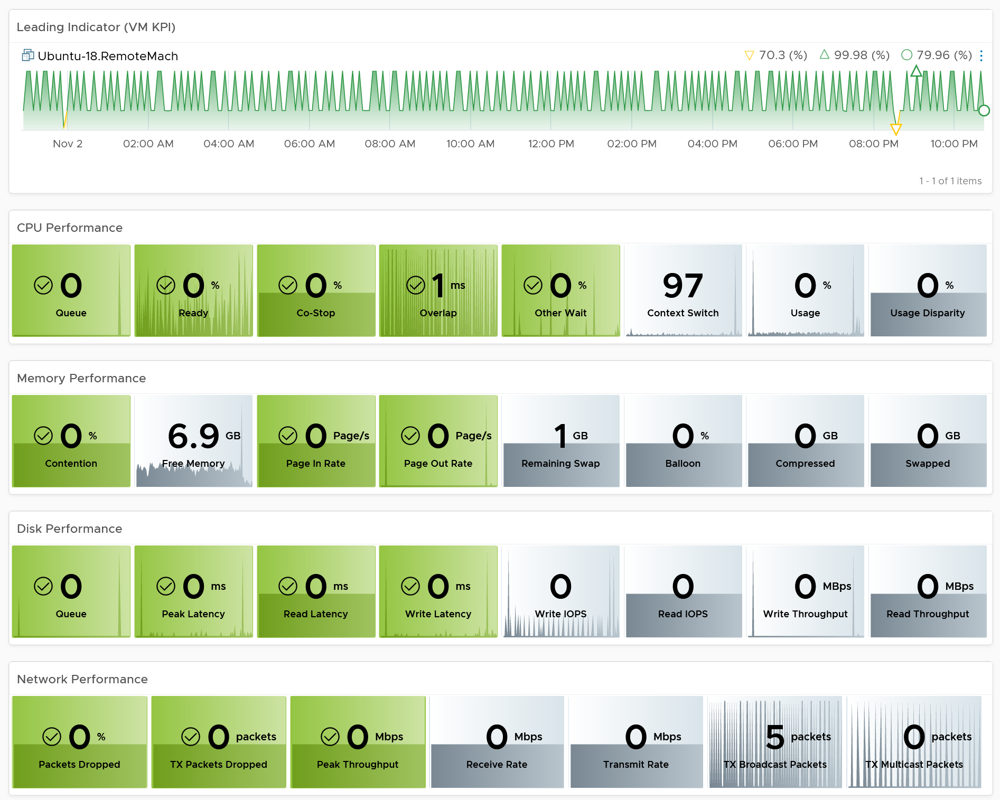 Leading Indicator (VM KPI)
Ubuntu-18.RemoteMach 70.3 (%) 99.98 (%) 79.96 (%)
Nov 2 02:00 AM 04:00 AM 06:00 AM 08:00 AM 10:00 AM 12:00 PM 02:00 PM 04:00 PM 06:00 PM 08:00 PM 10:00 PM
1 - 1 of 1 items
CPU Performance
0 0 % 0 % 1 ms 0 % 97 0 % 0 %
Queue Ready Co-Stop Overlap Other Wait Context Switch Usage Usage Disparity
Memory Performance
0 % 6.9 GB 0 Page/s 0 Page/s 1 GB 0 % 0 GB 0 GB
Contention Free Memory Page In Rate Page Out Rate Remaining Swap Balloon Compressed Swapped
Disk Performance
0 0 ms 0 ms 0 ms 0 0 0 MBps 0 MBps
Queue Peak Latency Read Latency Write Latency Write IOPS Read IOPS Write Throughput Read Throughput
Network Performance
0 % 0 packets 0 Mbps 0 Mbps 0 Mbps 5 packets 0 packets
Packets Dropped TX Packets Dropped Peak Throughput Receive Rate Transmit Rate TX Broadcast Packets TX Multicast Packets